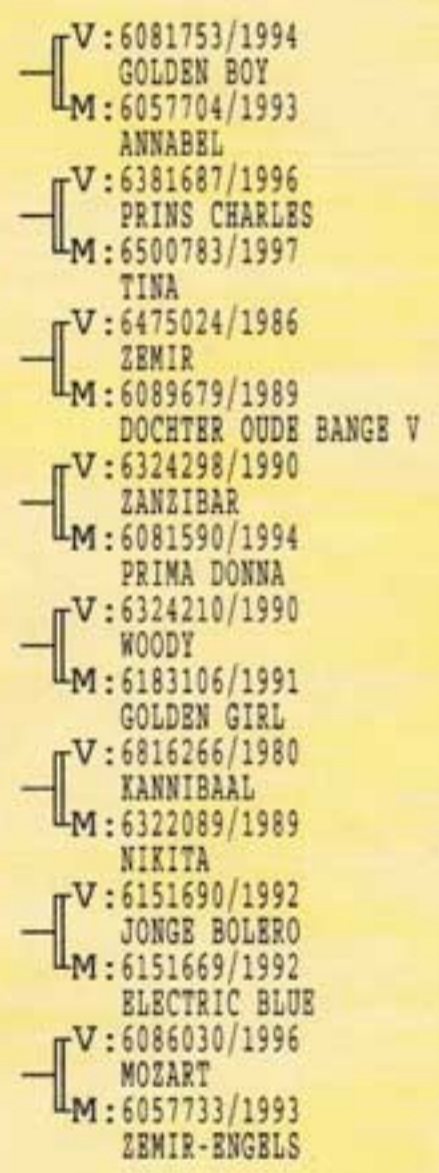 V:6081753/1994
GOLDEN BOY
M:6057704/1993
ANNABEL
V:6381687/1996
PRINS CHARLES
M:6500783/1997
TINA
V:6475024/1986
ZEMIR
M:6089679/1989
DOCHTER OUDE BANGE V
V:6324298/1990
ZANZIBAR
M:6081590/1994
PRIMA DONNA
V:6324210/1990
WOODY
M:6183106/1991
GOLDEN GIRL
V:6816266/1980
KANNIBAAL
M:6322089/1989
NIKITA
V:6151690/1992
JONGE BOLERO
M:6151669/1992
ELECTRIC BLUE
V:6086030/1996
MOZART
M:6057733/1993
ZEMIR-ENGELS